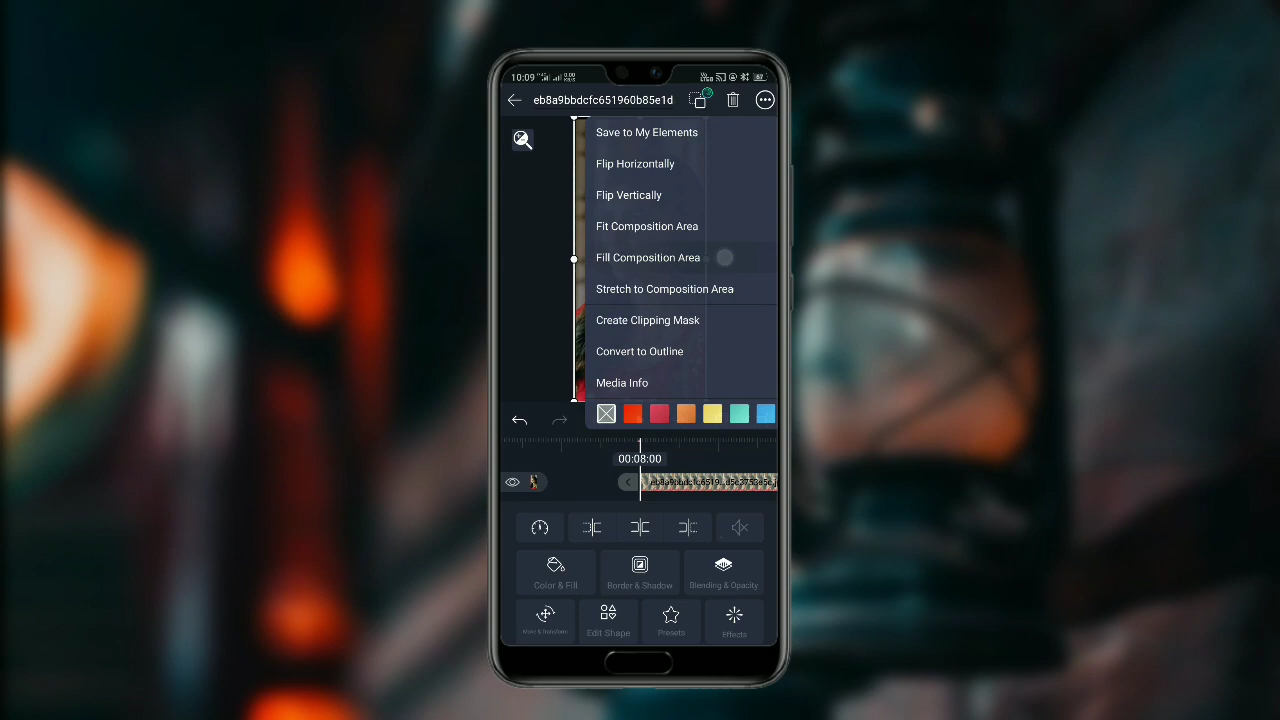 10:09
eb8a9bbdcfc651960b85e1d
Save to My Elements
Flip Horizontally
Flip Vertically
Fit Composition Area
Fill Composition Area
Stretch to Composition Area
Create Clipping Mask
Convert to Outline
Media Info
00:08:00
Color & Fill
Border & Shadow
Blending & Opacity
Move & Transform
Edit Shape
Presets
Effects